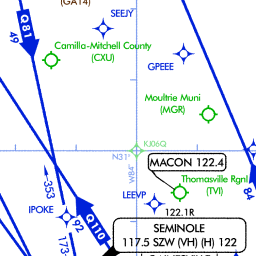 (GA14)
SEEJY
Q81
49
Camilla-Mitchell County
(CXU)
GPEEE
Moultrie Muni
(MGR)
KJ06Q
N31°
W84°
MACON 122.4
Thomasville Rgnl
(TVI)
353
84
LEEVP
122.1R
IPOKE
92
Q110
173
SEMINOLE
117.5 SZW (VH) (H) 122